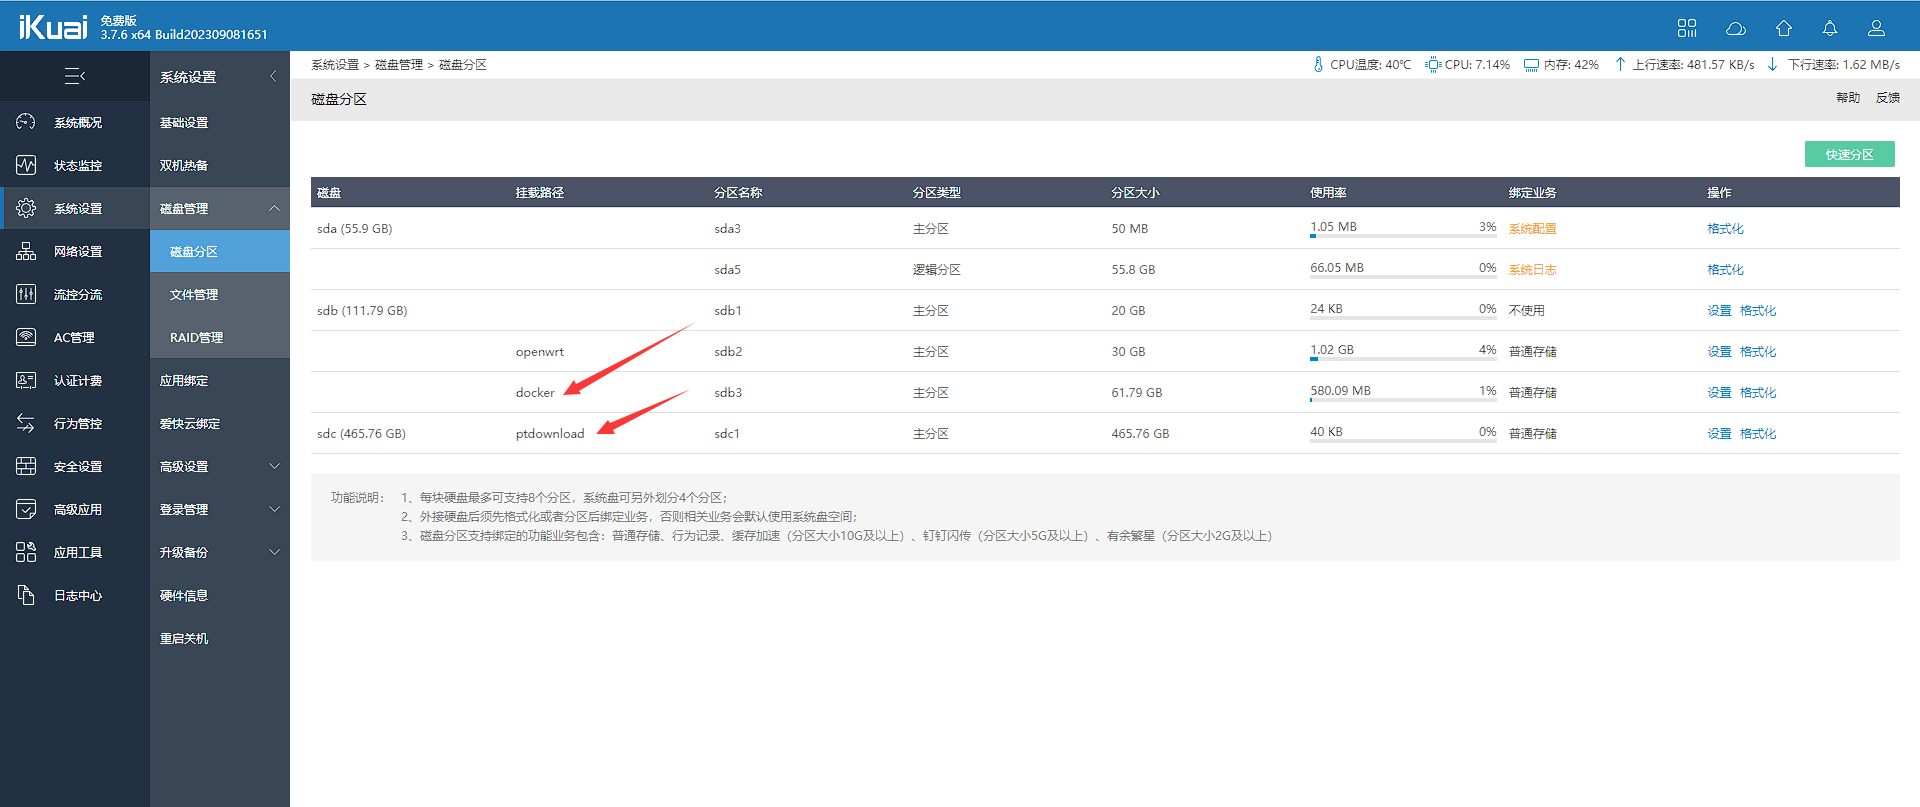 iKuai 免费版
3.7.6 x64 Build202309081651
系统概况
状态监控
系统设置
网络设置
流控分流
AC管理
认证计费
行为管控
安全设置
高级应用
应用工具
日志中心
系统设置
基础设置
双机热备
磁盘管理
磁盘分区
文件管理
RAID管理
应用绑定
爱快云绑定
高级设置
登录管理
升级备份
硬件信息
重启关机
系统设置 > 磁盘管理 > 磁盘分区
CPU温度: 40℃ CPU: 7.14% 内存: 42% 上行速率: 481.57 KB/s 下行速率: 1.62 MB/s
磁盘分区
帮助 反馈
快速分区
磁盘 挂载路径 分区名称 分区类型 分区大小 使用率 绑定业务 操作
sda (55.9 GB) sda3 主分区 50 MB 1.05 MB 3% 系统配置 格式化
sda5 逻辑分区 55.8 GB 66.05 MB 0% 系统日志 格式化
sdb (111.79 GB) sdb1 主分区 20 GB 24 KB 0% 不使用 设置 格式化
openwrt sdb2 主分区 30 GB 1.02 GB 4% 普通存储 设置 格式化
docker sdb3 主分区 61.79 GB 580.09 MB 1% 普通存储 设置 格式化
sdc (465.76 GB) ptdownload sdc1 主分区 465.76 GB 40 KB 0% 普通存储 设置 格式化
功能说明： 1、每块硬盘最多可支持8个分区，系统盘可另外划分4个分区；
2、外接硬盘后须先格式化或者分区后绑定业务，否则相关业务会默认使用系统盘空间；
3、磁盘分区支持绑定的功能业务包含：普通存储、行为记录、缓存加速（分区大小10G及以上）、钉钉闪传（分区大小5G及以上）、有余繁星（分区大小2G及以上）